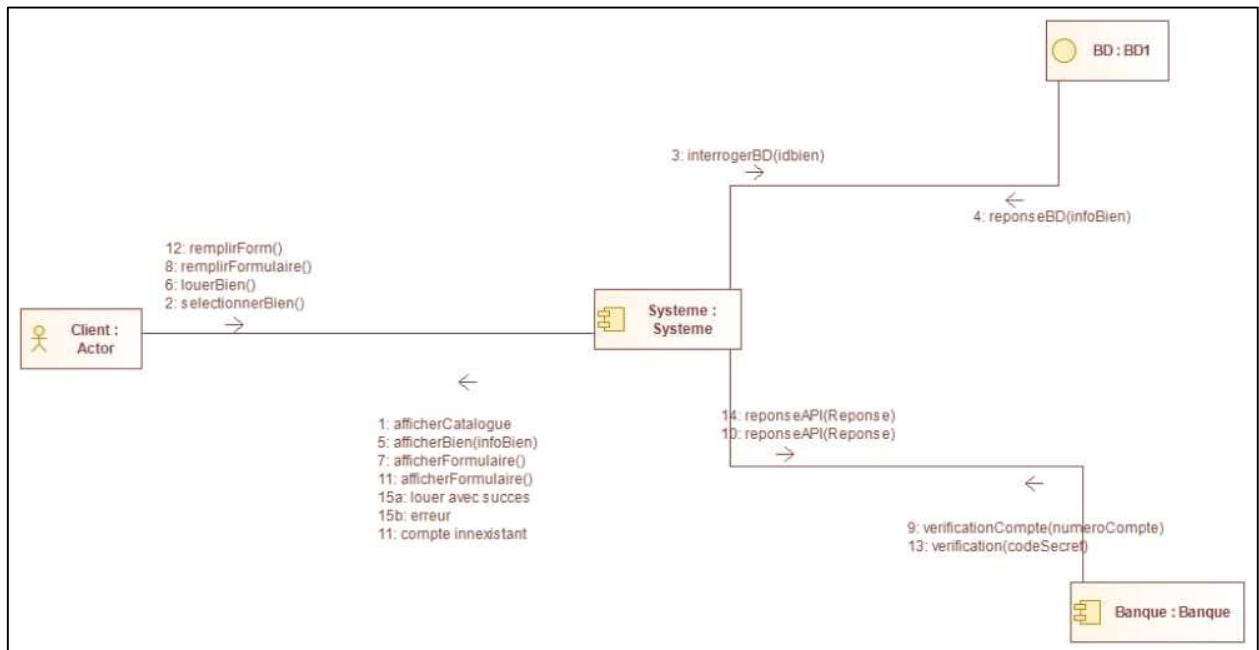 BD : BD1
3: interrogerBD(idbien)
4: reponseBD(infoBien)
12: remplirForm()
8: remplirFormulaire()
6: louerBien()
2: selectionnerBien()
Client :
Actor
Systeme :
Systeme
1: afficherCatalogue
5: afficherBien(infoBien)
7: afficherFormulaire()
11: afficherFormulaire()
15a: louer avec succes
15b: erreur
11: compte innexistant
14: reponseAPI(Reponse)
10: reponseAPI(Reponse)
9: verificationCompte(numeroCompte)
13: verification(codeSecret)
Banque : Banque